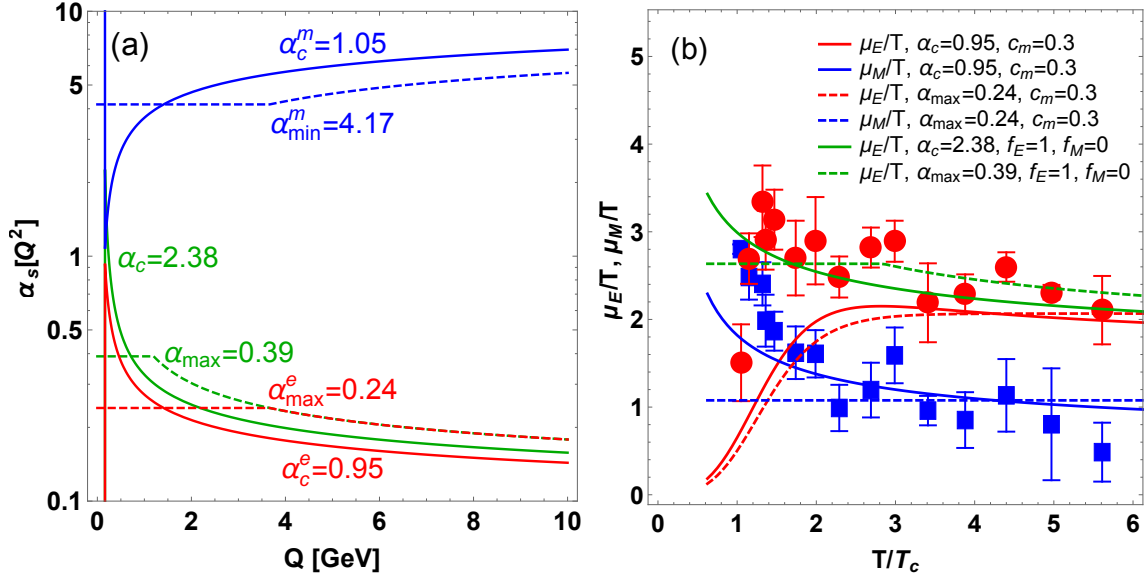 (a)
α_c^m=1.05
α_min^m=4.17
α_c=2.38
α_max=0.39
α_max^e=0.24
α_c^e=0.95
α_s[Q²]
10
5
1
0.5
0.1
0 2 4 6 8 10
Q [GeV]
(b)
μ_E/T, α_c=0.95, c_m=0.3
μ_M/T, α_c=0.95, c_m=0.3
μ_E/T, α_max=0.24, c_m=0.3
μ_M/T, α_max=0.24, c_m=0.3
μ_E/T, α_c=2.38, f_E=1, f_M=0
μ_E/T, α_max=0.39, f_E=1, f_M=0
μ_E/T, μ_M/T
5
4
3
2
1
0
0 1 2 3 4 5 6
T/T_c